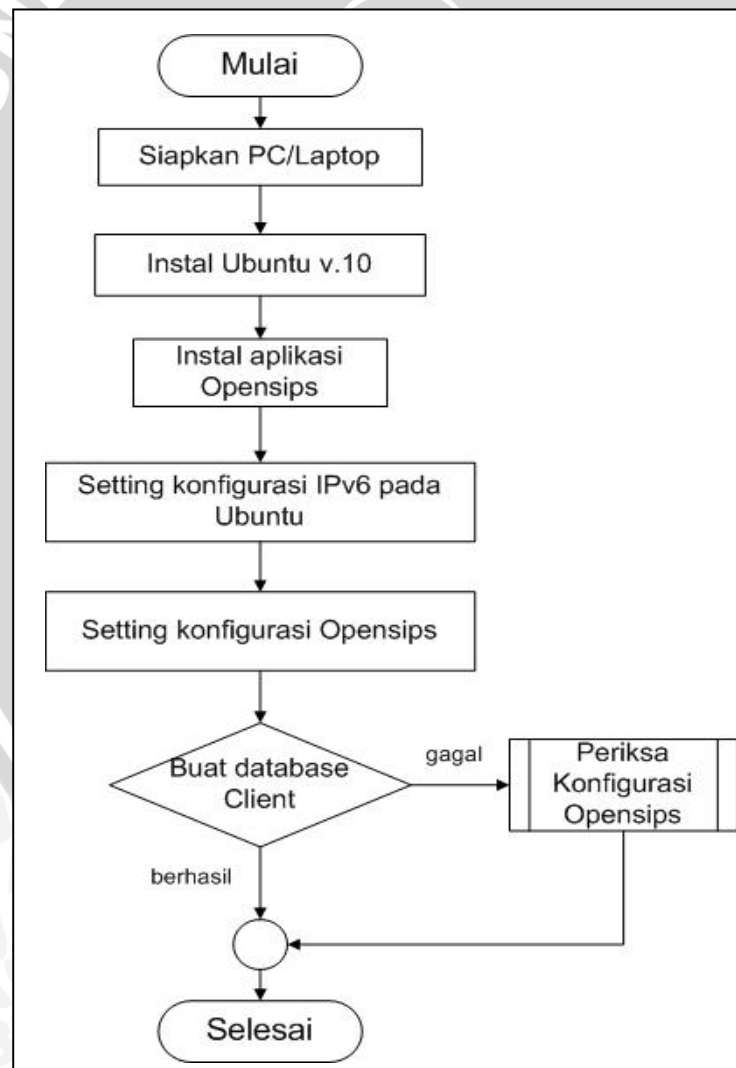 Mulai
Siapkan PC/Laptop
Instal Ubuntu v.10
Instal aplikasi
Opensips
Setting konfigurasi IPv6 pada
Ubuntu
Setting konfigurasi Opensips
Buat database
Client
gagal
Periksa
Konfigurasi
Opensips
berhasil
Selesai